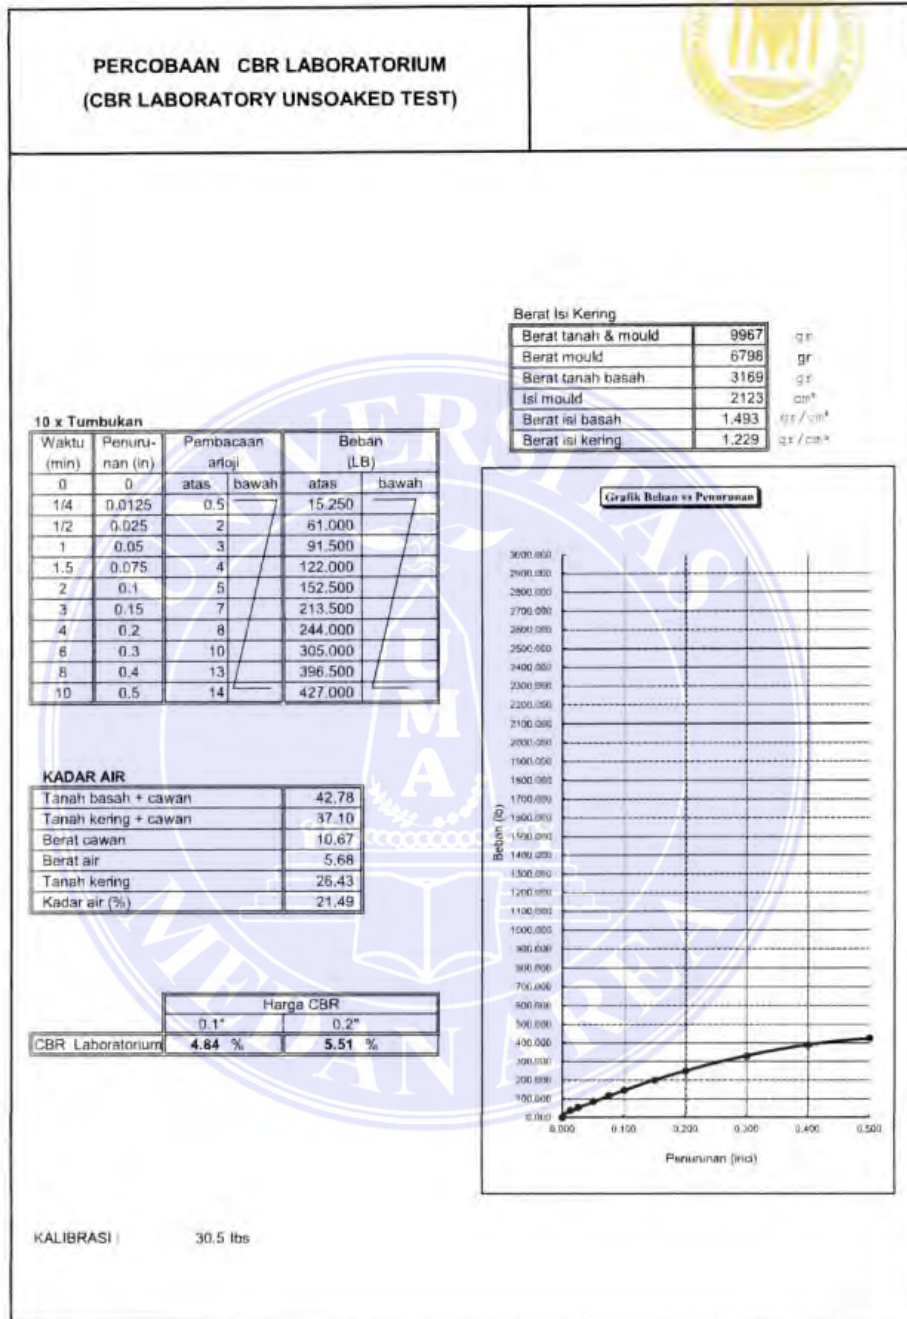 PERCOBAAN CBR LABORATORIUM
(CBR LABORATORY UNSOAKED TEST)
Berat Isi Kering
Berat tanah & mould 9967 gr
Berat mould 6798 gr
Berat tanah basah 3169 gr
Isi mould 2123 cm³
Berat isi basah 1.493 gr/cm³
Berat isi kering 1.229 gr/cm³
10 x Tumbukan
Waktu Penuru- Pembacaan Beban
(min) nan (in) arloji (LB)
0 0 atas bawah atas bawah
1/4 0.0125 0.5 15.250
1/2 0.025 2 61.000
1 0.05 3 91.500
1.5 0.075 4 122.000
2 0.1 5 152.500
3 0.15 7 213.500
4 0.2 8 244.000
6 0.3 10 305.000
8 0.4 13 396.500
10 0.5 14 427.000
KADAR AIR
Tanah basah + cawan 42.78
Tanah kering + cawan 37.10
Berat cawan 10.67
Berat air 5.68
Tanah kering 26.43
Kadar air (%) 21.49
Harga CBR
0.1" 0.2"
CBR Laboratorium 4.84 % 5.51 %
Grafik Beban vs Penurunan
3000.000
2900.000
2800.000
2700.000
2600.000
2500.000
2400.000
2300.000
2200.000
2100.000
2000.000
1900.000
1800.000
1700.000
1600.000
1500.000
1400.000
1300.000
1200.000
1100.000
1000.000
900.000
800.000
700.000
600.000
500.000
400.000
300.000
200.000
100.000
0.000
Beban (lb)
0.000 0.100 0.200 0.300 0.400 0.500
Penurunan (inci)
KALIBRASI : 30.5 lbs
UNIVERSITAS
MEDAN AREA
UMA